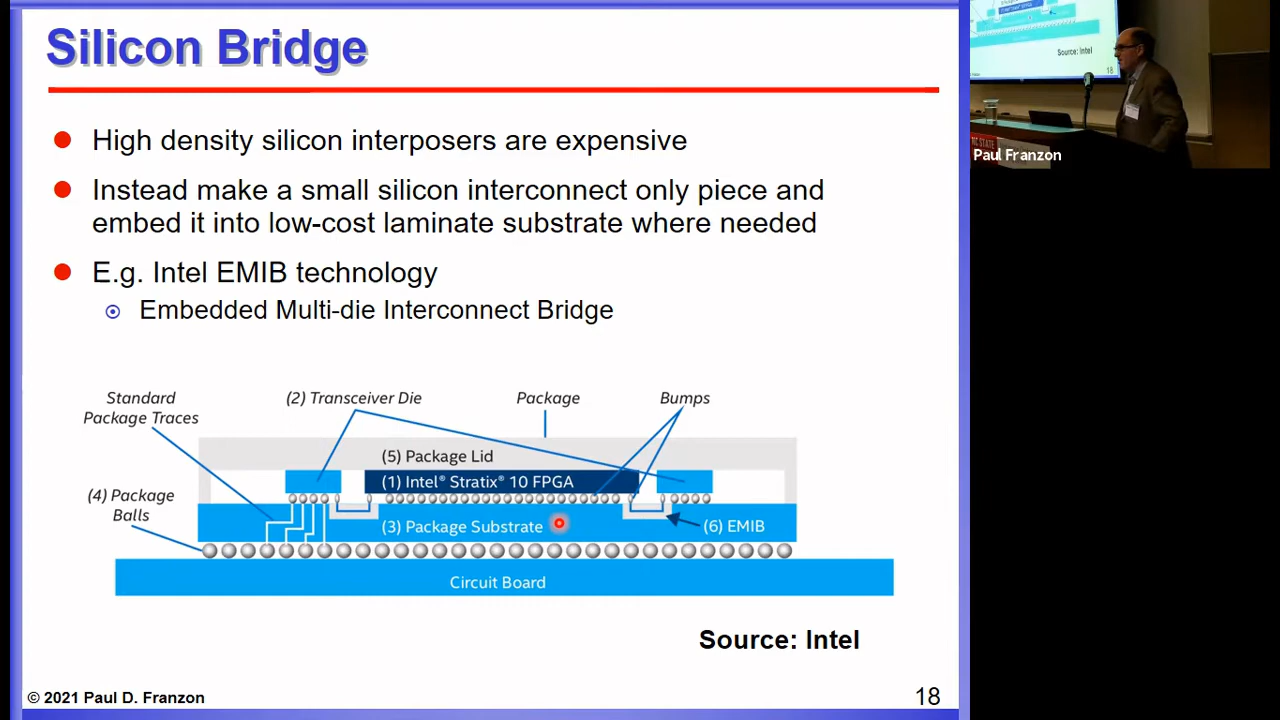 Silicon Bridge
High density silicon interposers are expensive
Instead make a small silicon interconnect only piece and
embed it into low-cost laminate substrate where needed
E.g. Intel EMIB technology
Embedded Multi-die Interconnect Bridge
Standard
Package Traces
(2) Transceiver Die
Package
Bumps
(5) Package Lid
(1) Intel® Stratix® 10 FPGA
(4) Package
Balls
(3) Package Substrate
(6) EMIB
Circuit Board
Source: Intel
© 2021 Paul D. Franzon
18
Source: Intel
18
Paul Franzon